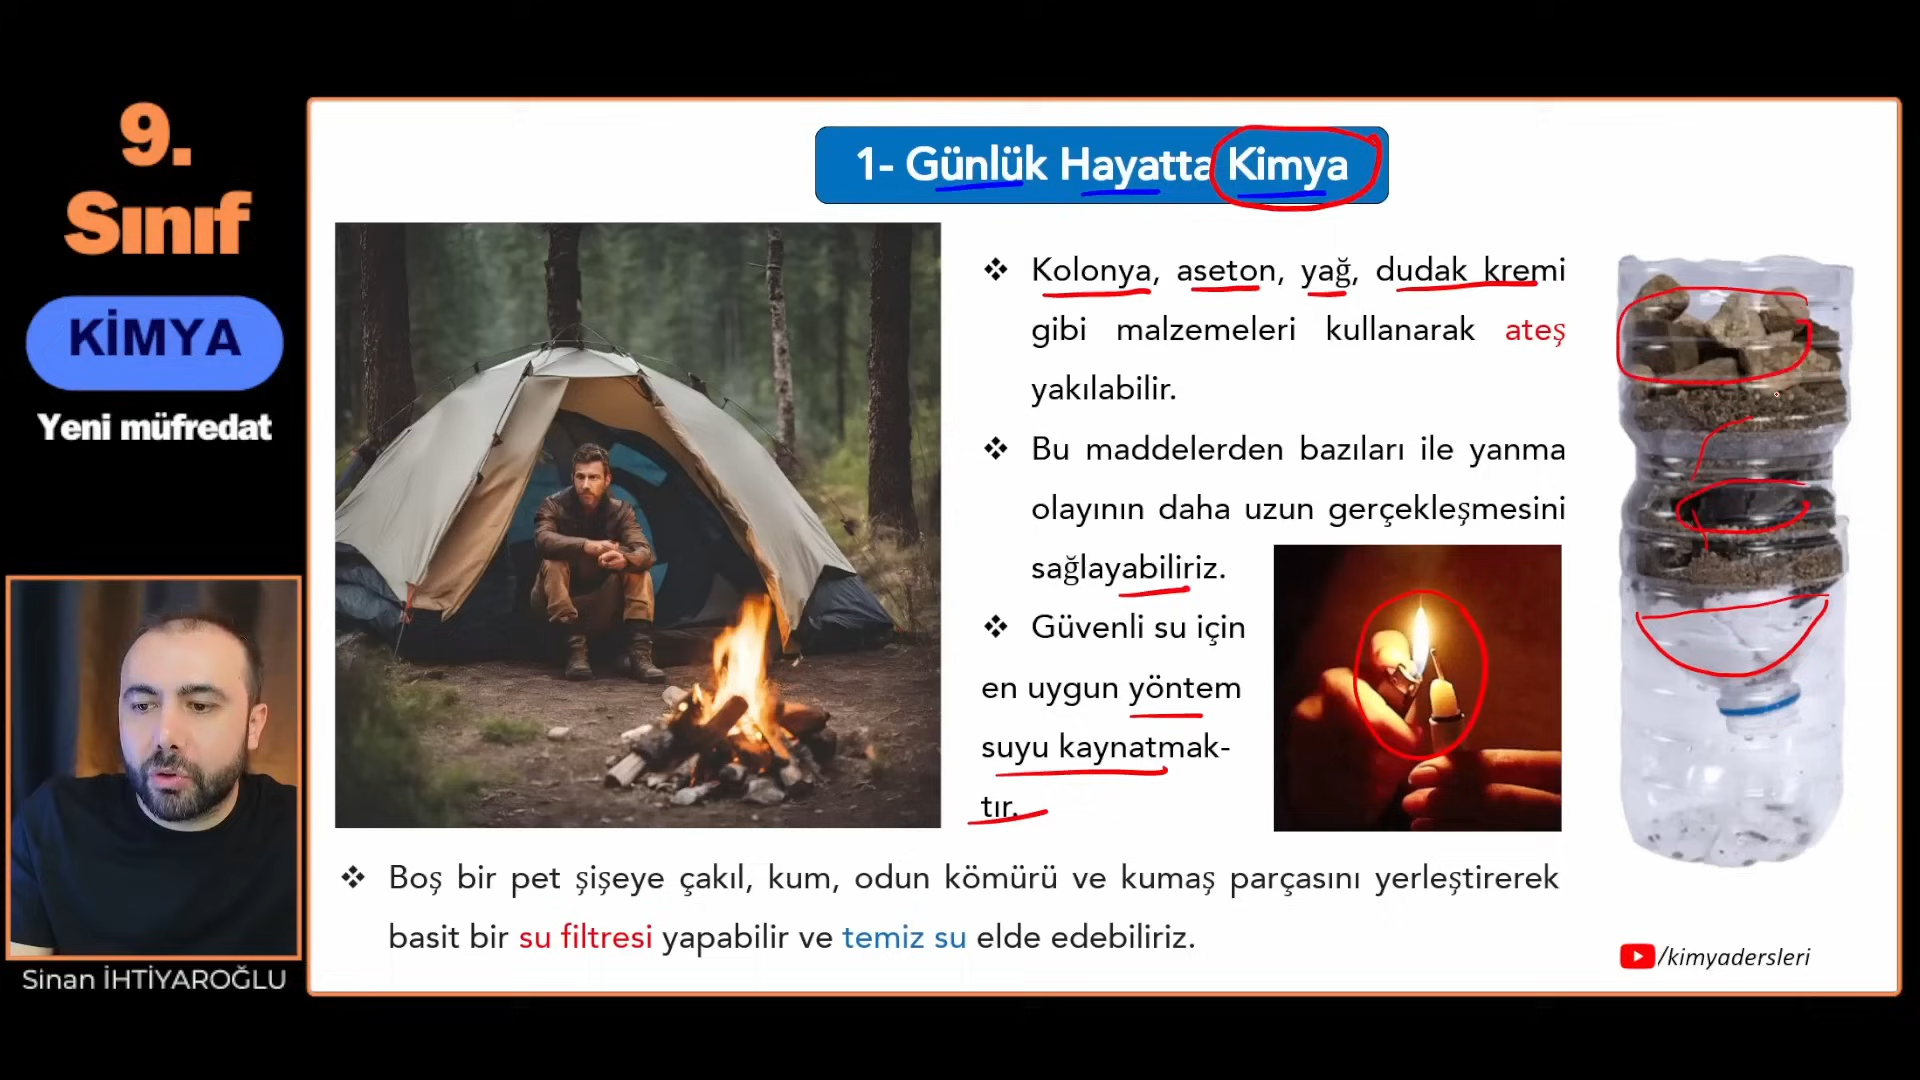 9.
Sınıf
KİMYA
Yeni müfredat
Sinan İHTİYAROĞLU
1- Günlük Hayatta Kimya
❖ Kolonya, aseton, yağ, dudak kremi
gibi malzemeleri kullanarak ateş
yakılabilir.
❖ Bu maddelerden bazıları ile yanma
olayının daha uzun gerçekleşmesini
sağlayabiliriz.
❖ Güvenli su için
en uygun yöntem
suyu kaynatmak-
tır.
❖ Boş bir pet şişeye çakıl, kum, odun kömürü ve kumaş parçasını yerleştirerek
basit bir su filtresi yapabilir ve temiz su elde edebiliriz.
/kimyadersleri